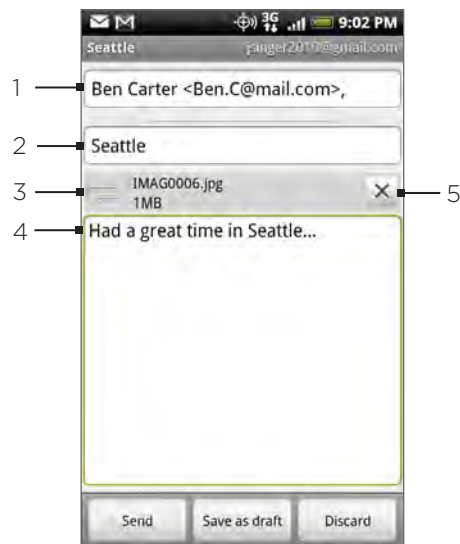 3G 9:02 PM
Seattle jsinger2010@gmail.com
1 Ben Carter <Ben.C@mail.com>,
2 Seattle
3 IMAG0006.jpg 5
1MB
4 Had a great time in Seattle...
Send Save as draft Discard